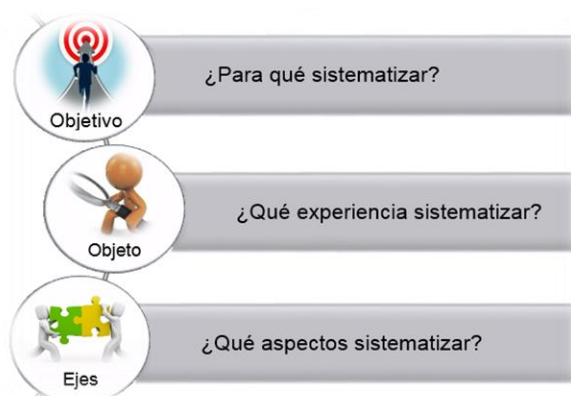 Objetivo
¿Para qué sistematizar?
Objeto
¿Qué experiencia sistematizar?
Ejes
¿Qué aspectos sistematizar?